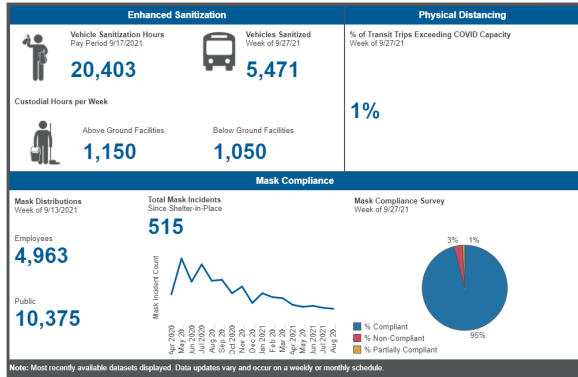 Enhanced Sanitization
Physical Distancing
Vehicle Sanitization Hours
Pay Period 9/17/2021
20,403
Vehicles Sanitized
Week of 9/27/21
5,471
% of Transit Trips Exceeding COVID Capacity
Week of 9/27/21
1%
Custodial Hours per Week
Above Ground Facilities
1,150
Below Ground Facilities
1,050
Mask Compliance
Mask Distributions
Week of 9/13/2021
Employees
4,963
Public
10,375
Total Mask Incidents
Since Shelter-in-Place
515
Mask Incident Count
Apr 2020
May 20...
Jun 2020
Jul 2020
Aug 20...
Sep 20...
Oct 2020
Nov 20...
Dec 20...
Jan 2021
Feb 20...
Mar 20...
Apr 2021
May 20...
Jun 2021
Jul 2021
Aug 20...
Mask Compliance Survey
Week of 9/27/21
3%
1%
95%
% Compliant
% Non-Compliant
% Partially Compliant
Note: Most recently available datasets displayed. Data updates vary and occur on a weekly or monthly schedule.